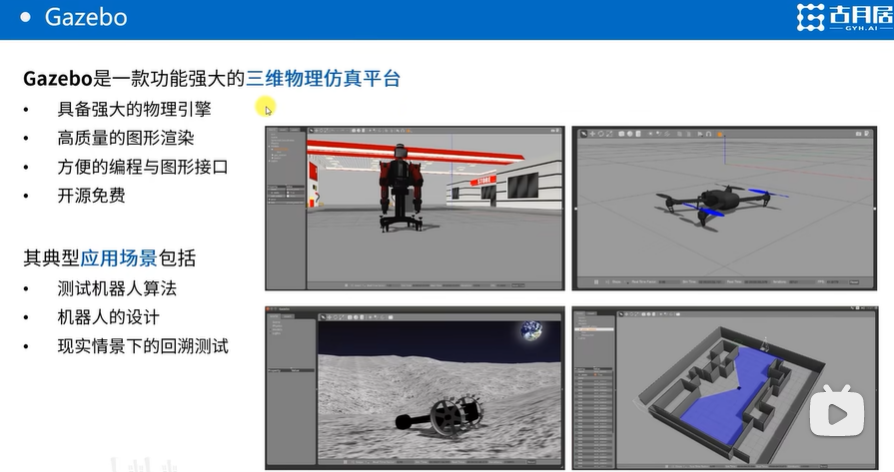 Gazebo
古月居
GYH.AI
Gazebo是一款功能强大的三维物理仿真平台
• 具备强大的物理引擎
• 高质量的图形渲染
• 方便的编程与图形接口
• 开源免费
其典型应用场景包括
• 测试机器人算法
• 机器人的设计
• 现实情景下的回溯测试